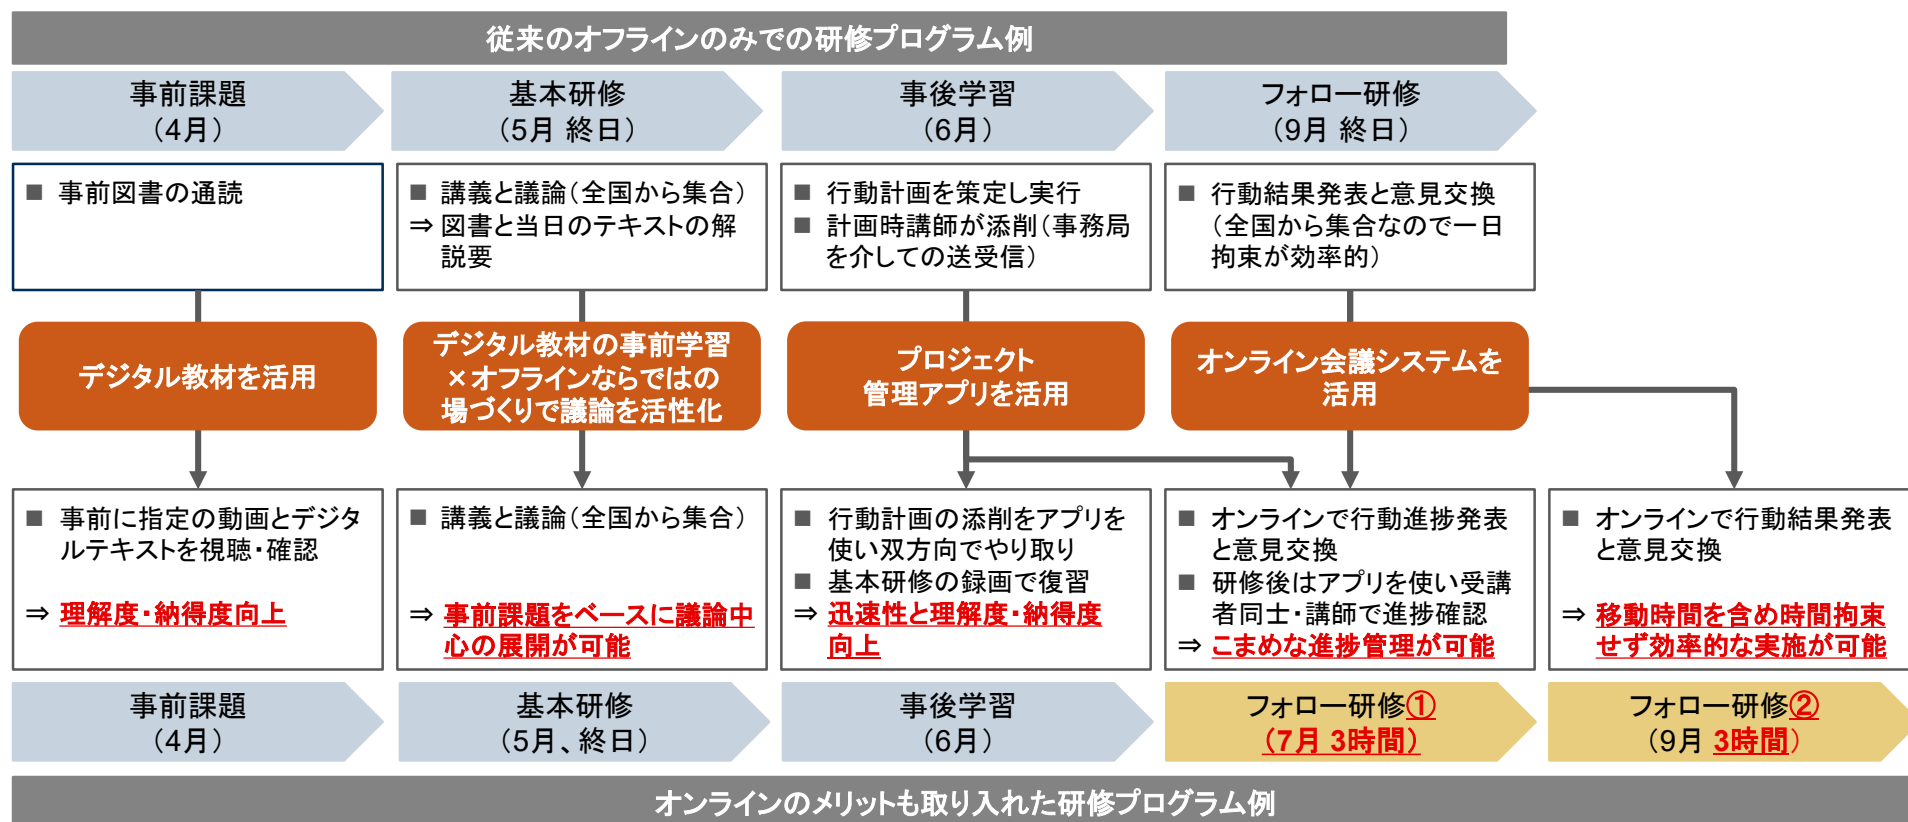 従来のオフラインのみでの研修プログラム例
事前課題
（4月）
基本研修
（5月 終日）
事後学習
（6月）
フォロー研修
（9月 終日）
■ 事前図書の通読
■ 講義と議論（全国から集合）
⇒ 図書と当日のテキストの解
説要
■ 行動計画を策定し実行
■ 計画時講師が添削（事務局
を介しての送受信）
■ 行動結果発表と意見交換
（全国から集合なので一日
拘束が効率的）
デジタル教材を活用
デジタル教材の事前学習
×オフラインならではの
場づくりで議論を活性化
プロジェクト
管理アプリを活用
オンライン会議システムを
活用
■ 事前に指定の動画とデジタ
ルテキストを視聴・確認
⇒ 理解度・納得度向上
■ 講義と議論（全国から集合）
⇒ 事前課題をベースに議論中
心の展開が可能
■ 行動計画の添削をアプリを
使い双方向でやり取り
■ 基本研修の録画で復習
⇒ 迅速性と理解度・納得度
向上
■ オンラインで行動進捗発表
と意見交換
■ 研修後はアプリを使い受講
者同士・講師で進捗確認
⇒ こまめな進捗管理が可能
■ オンラインで行動結果発表
と意見交換
⇒ 移動時間を含め時間拘束
せず効率的な実施が可能
事前課題
（4月）
基本研修
（5月、終日）
事後学習
（6月）
フォロー研修①
（7月 3時間）
フォロー研修②
（9月 3時間）
オンラインのメリットも取り入れた研修プログラム例